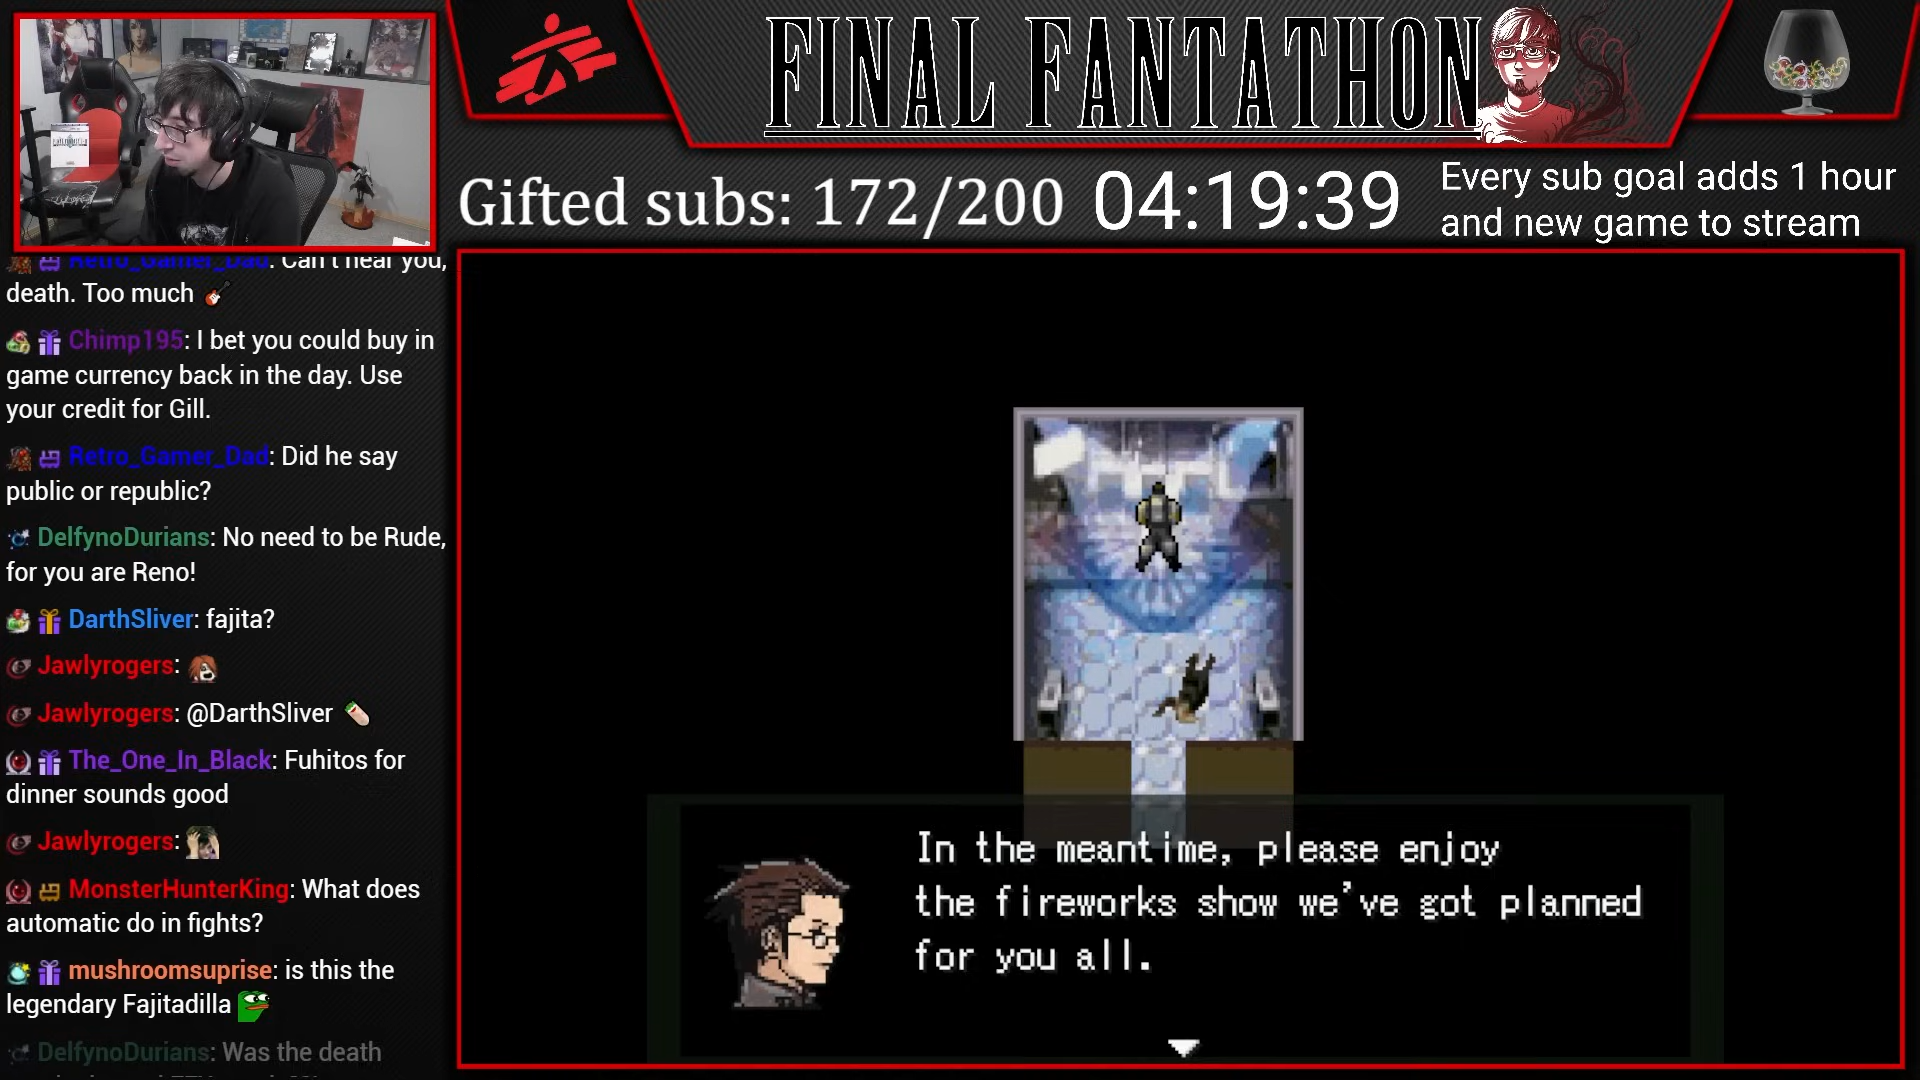 FINAL FANTATHON
Gifted subs: 172/200
04:19:39
Every sub goal adds 1 hour
and new game to stream
Retro_Gamer_Dad: Can't hear you,
death. Too much
Chimp195: I bet you could buy in
game currency back in the day. Use
your credit for Gill.
Retro_Gamer_Dad: Did he say
public or republic?
DelfynoDurians: No need to be Rude,
for you are Reno!
DarthSliver: fajita?
Jawlyrogers:
Jawlyrogers: @DarthSliver
The_One_In_Black: Fuhitos for
dinner sounds good
Jawlyrogers:
MonsterHunterKing: What does
automatic do in fights?
mushroomsuprise: is this the
legendary Fajitadilla
DelfynoDurians: Was the death
In the meantime, please enjoy
the fireworks show we've got planned
for you all.